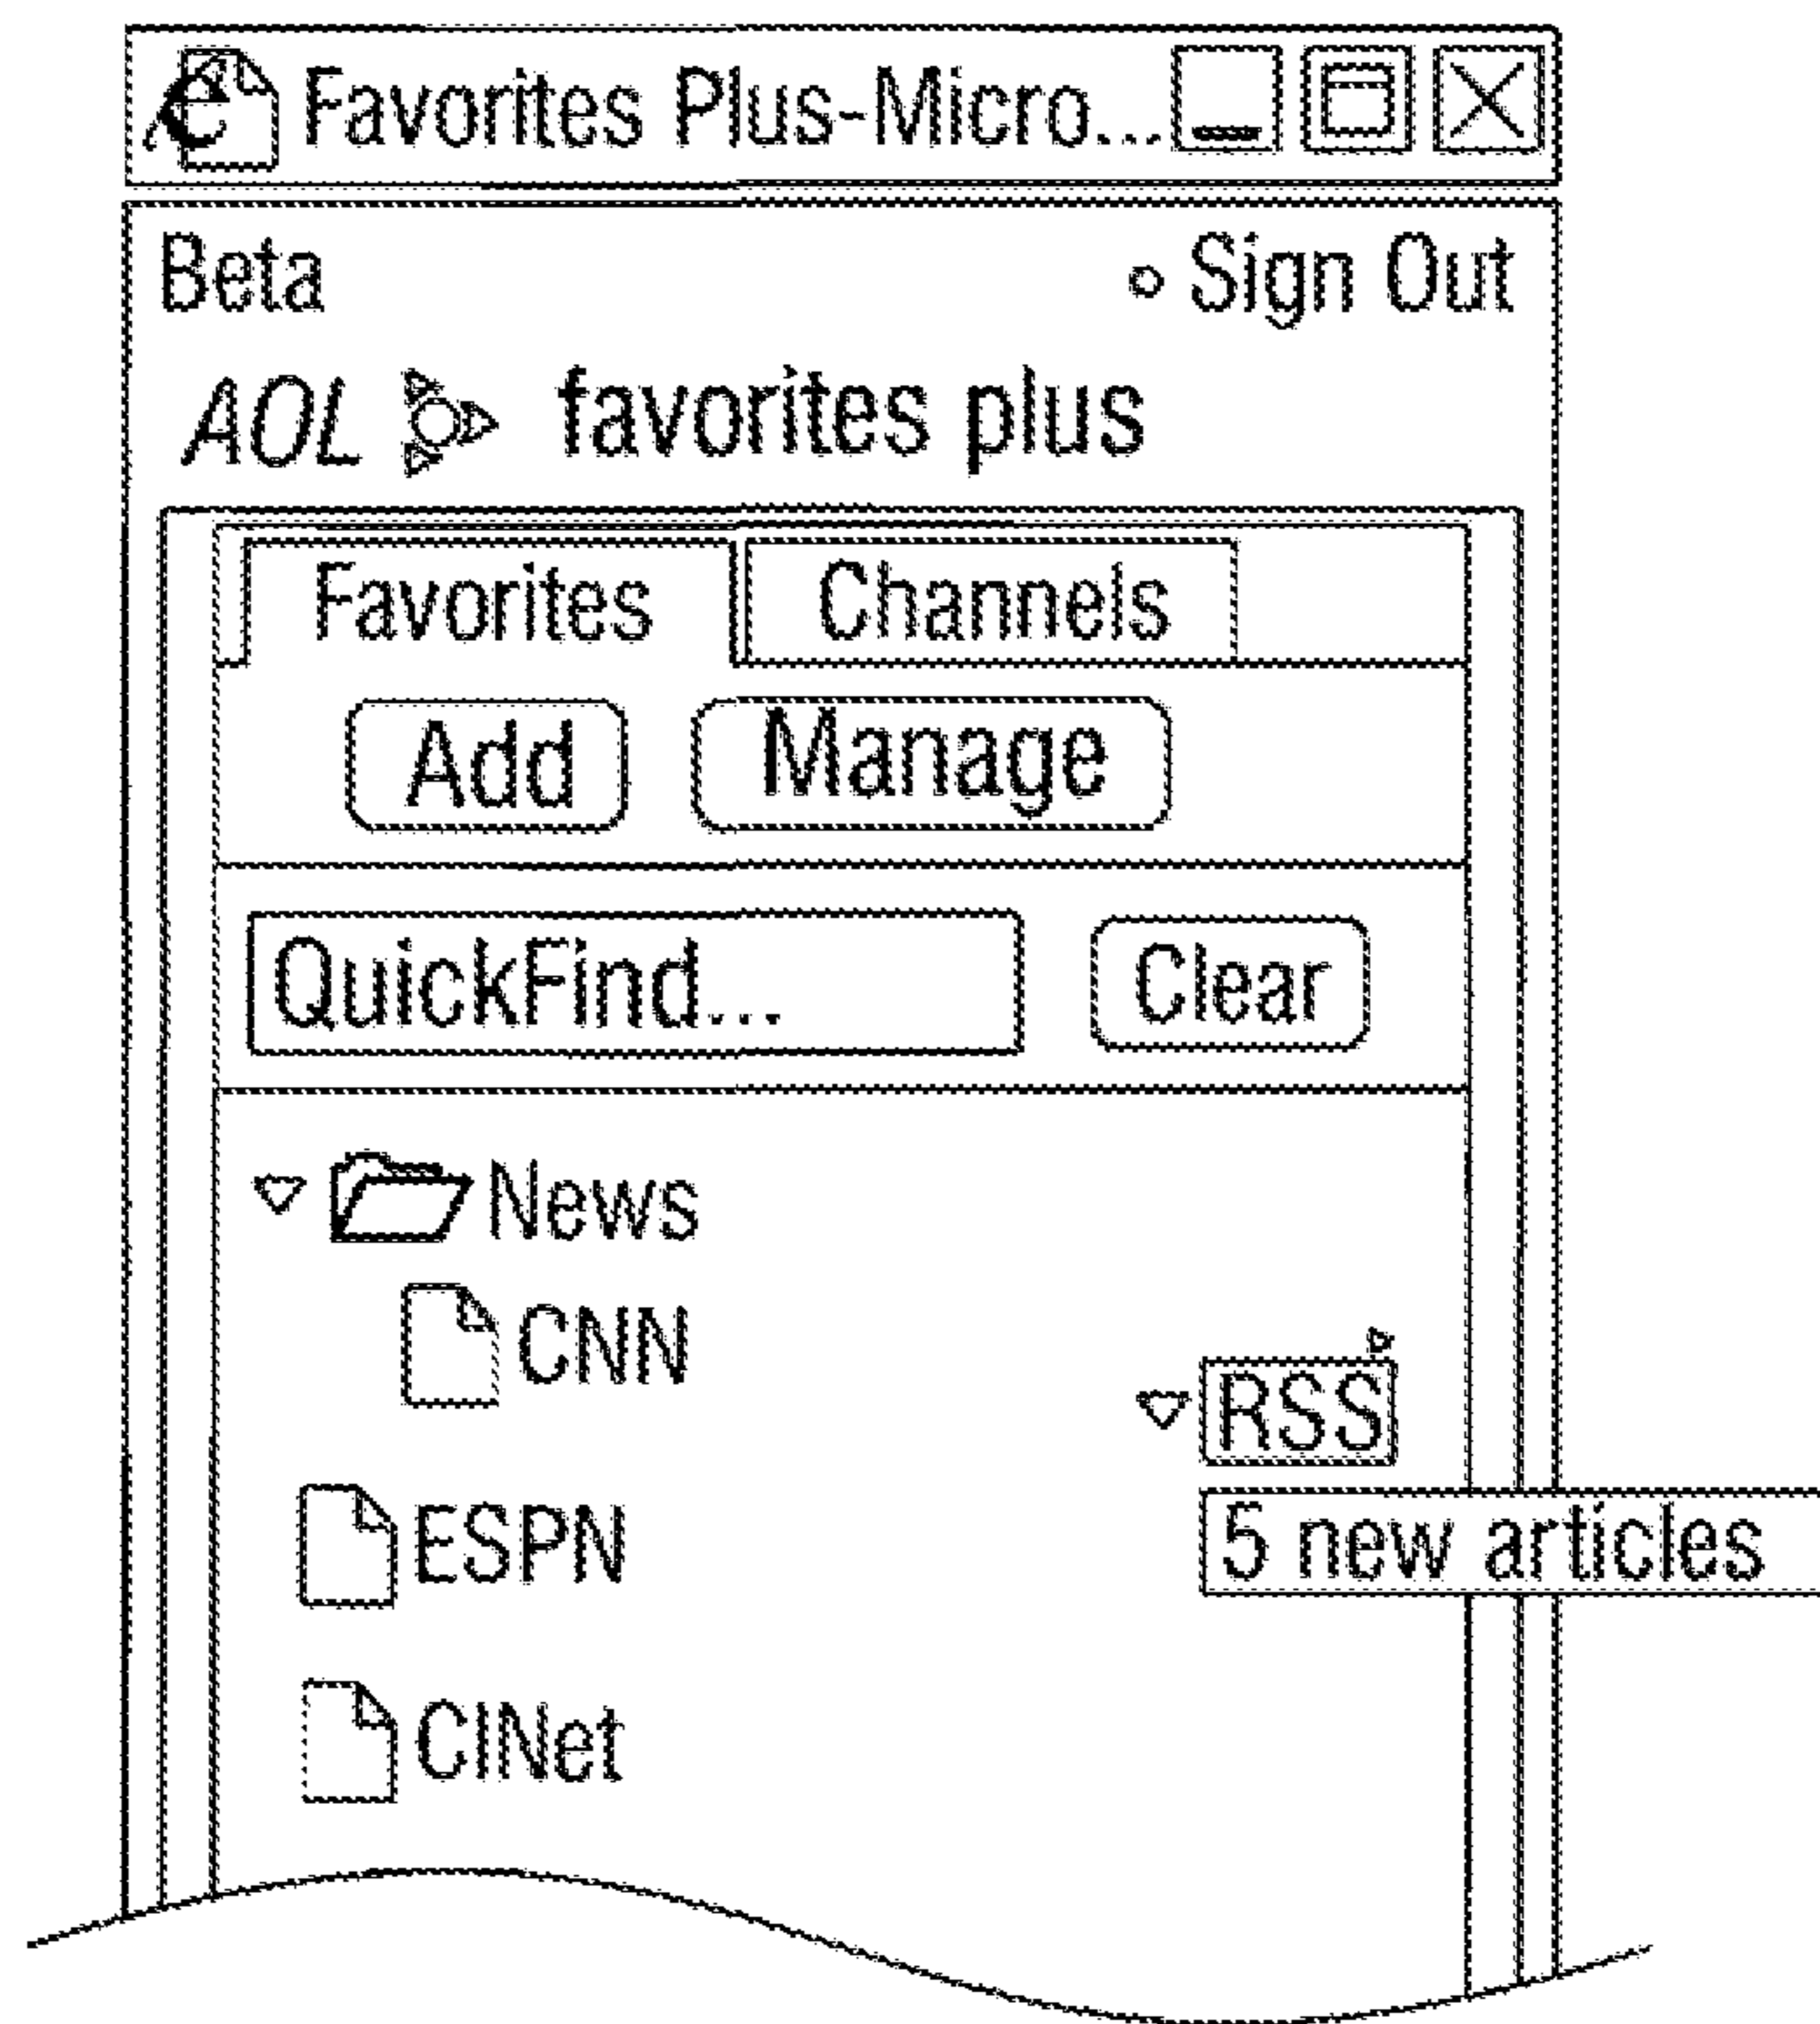 Favorites Plus-Micro...
Beta
Sign Out
AOL favorites plus
Favorites Channels
Add Manage
QuickFind... Clear
News
CNN
RSS
5 new articles
ESPN
CINet